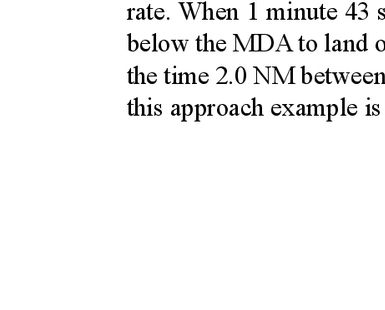 rate. When 1 minute 43 s
below the MDA to land o
the time 2.0 NM between
this approach example is